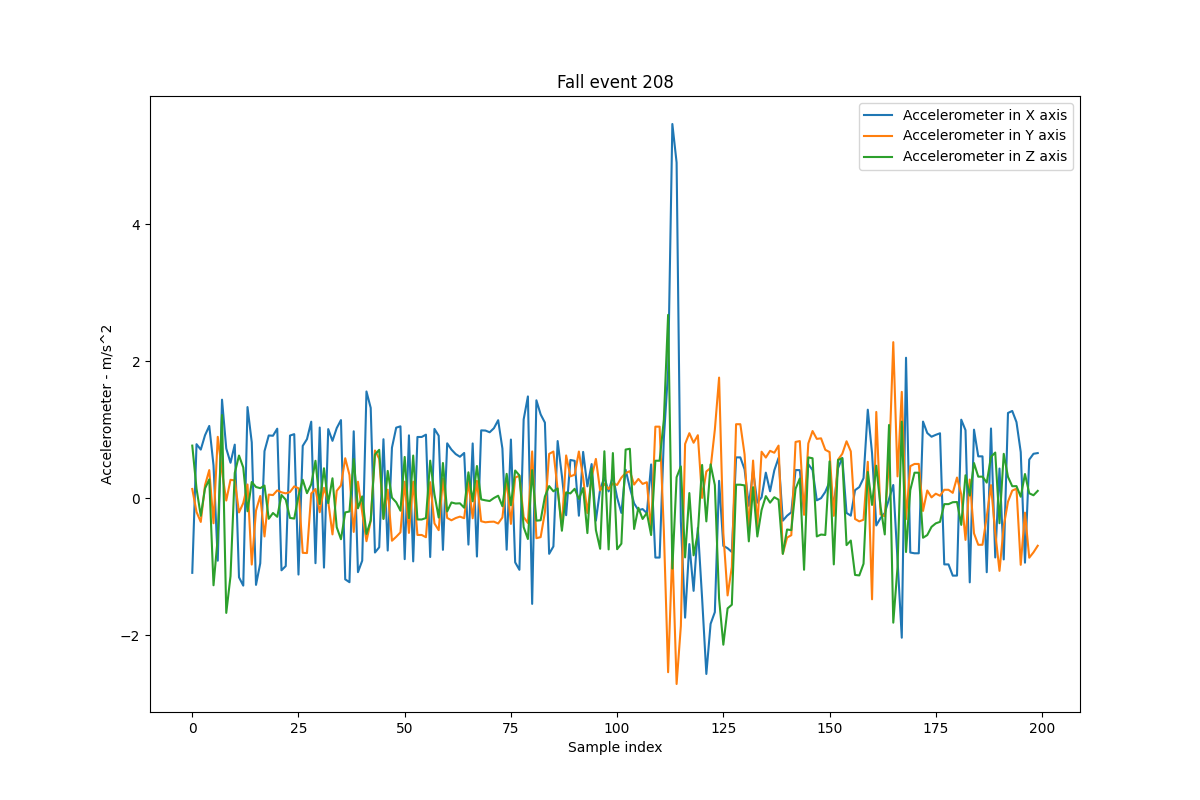 Fall event 208
Accelerometer in X axis
Accelerometer in Y axis
Accelerometer in Z axis
Accelerometer - m/s^2
4
2
0
−2
0 25 50 75 100 125 150 175 200
Sample index